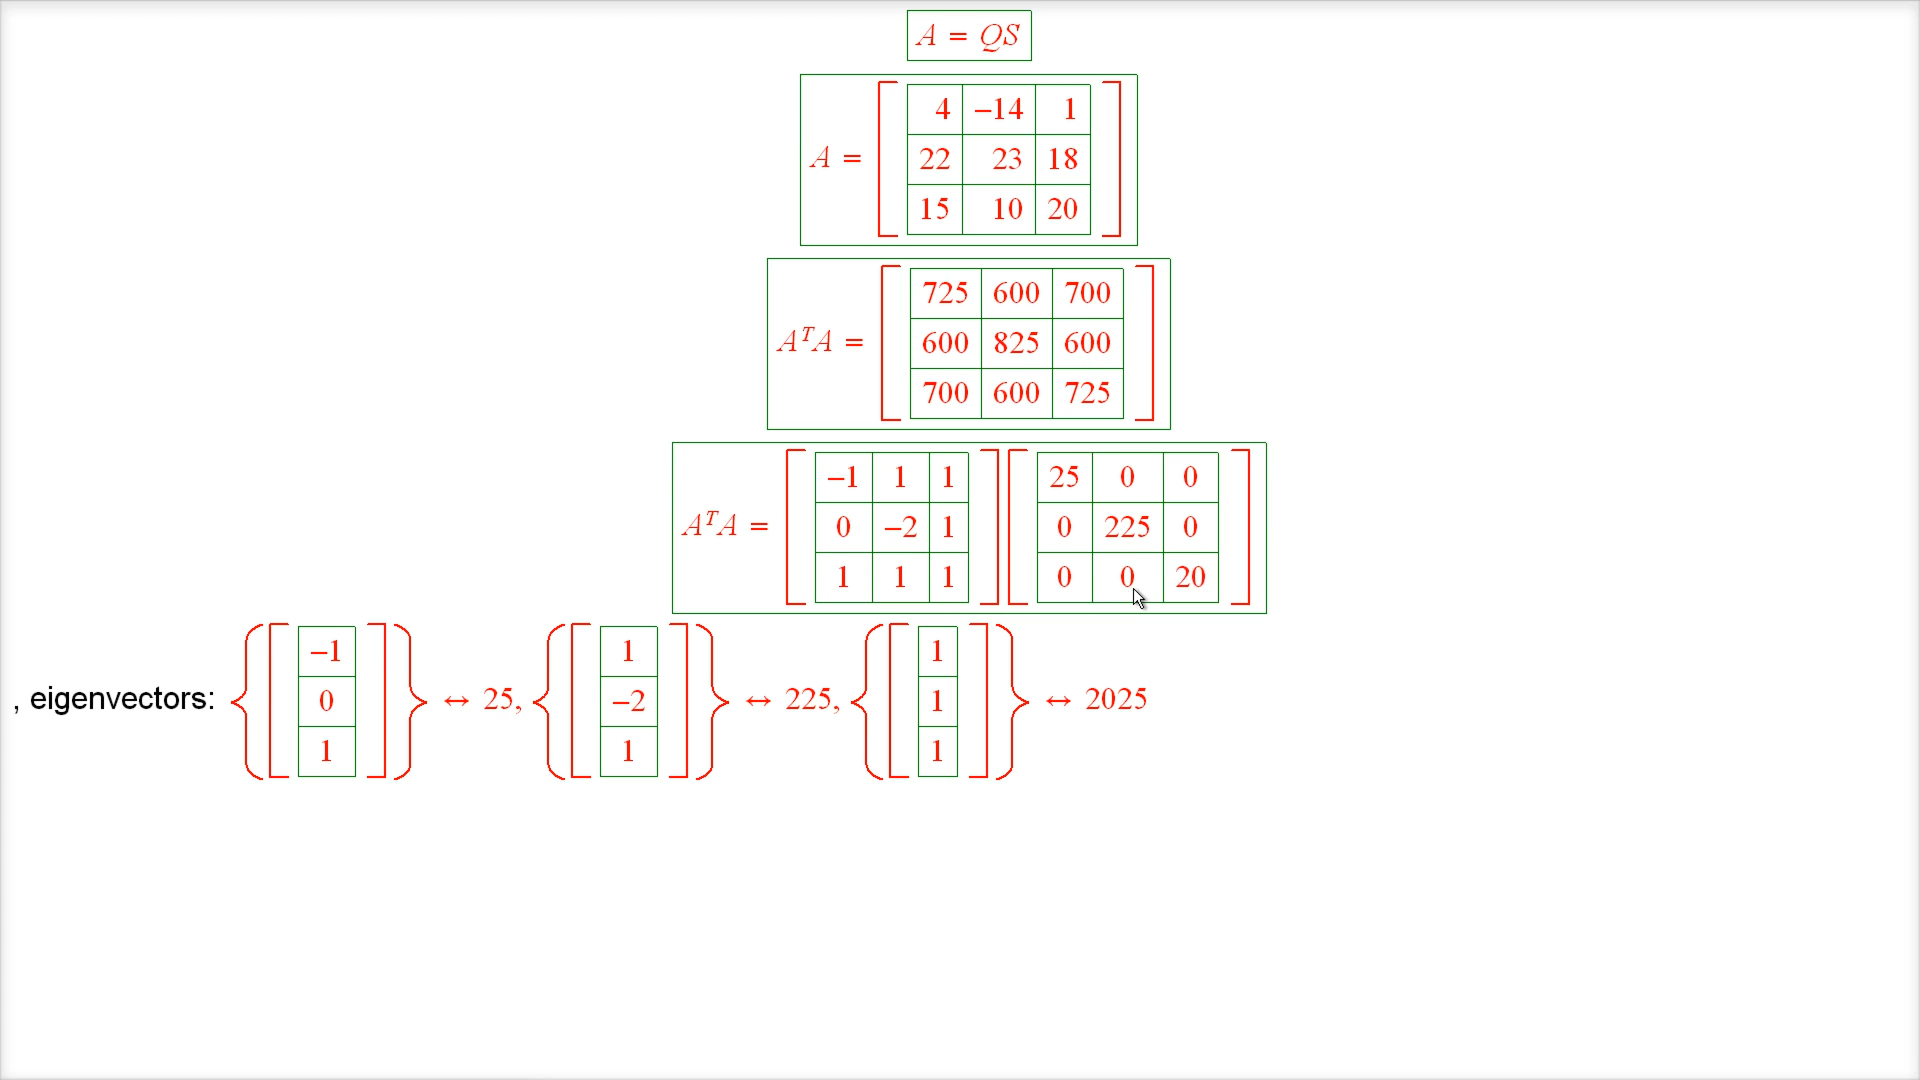 A = QS
A = [ 4 −14 1
22 23 18
15 10 20 ]
AᵀA = [ 725 600 700
600 825 600
700 600 725 ]
AᵀA = [ −1 1 1 ] [ 25 0 0 ]
[ 0 −2 1 ] [ 0 225 0 ]
[ 1 1 1 ] [ 0 0 20 ]
, eigenvectors: { [ −1 0 1 ] } ↔ 25, { [ 1 −2 1 ] } ↔ 225, { [ 1 1 1 ] } ↔ 2025